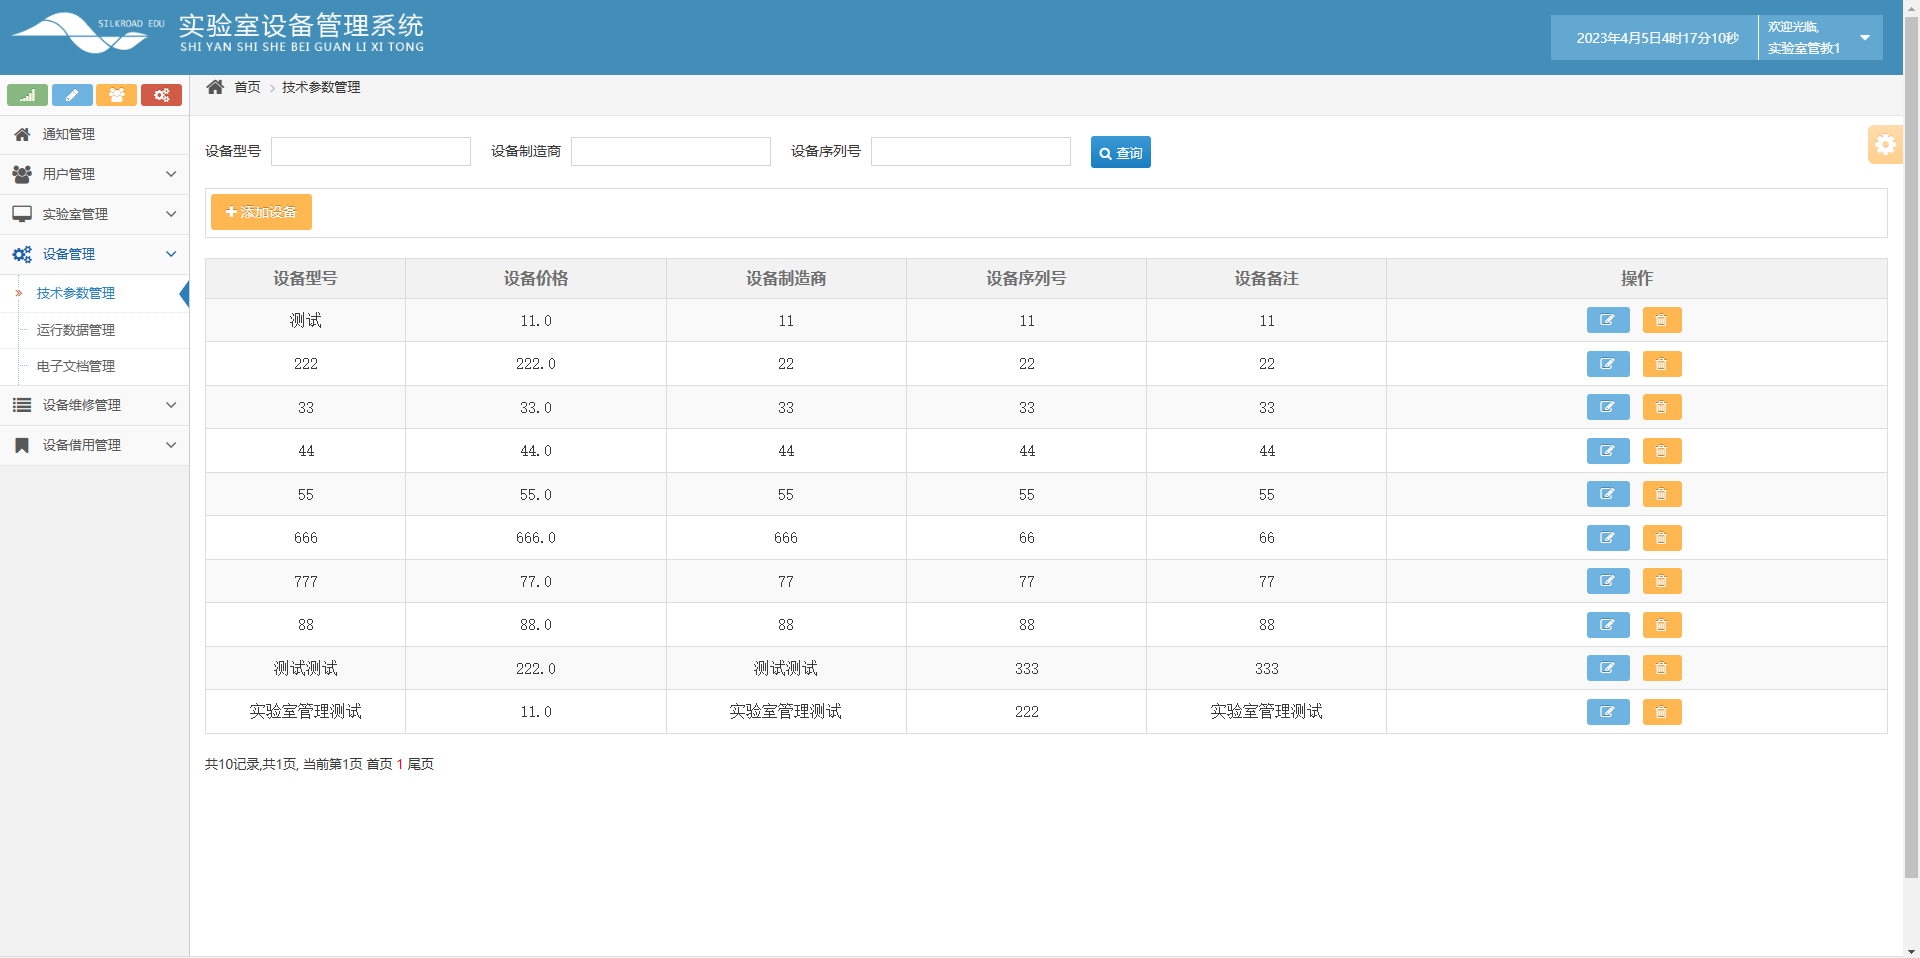 SILKROAD EDU
实验室设备管理系统
SHI YAN SHI SHE BEI GUAN LI XI TONG
2023年4月5日4时17分10秒
欢迎光临,
实验室管教1
首页 技术参数管理
通知管理
用户管理
实验室管理
设备管理
技术参数管理
运行数据管理
电子文档管理
设备维修管理
设备借用管理
设备型号 设备制造商 设备序列号 查询
添加设备
设备型号 设备价格 设备制造商 设备序列号 设备备注 操作
测试 11.0 11 11 11
222 222.0 22 22 22
33 33.0 33 33 33
44 44.0 44 44 44
55 55.0 55 55 55
666 666.0 666 66 66
777 77.0 77 77 77
88 88.0 88 88 88
测试测试 222.0 测试测试 333 333
实验室管理测试 11.0 实验室管理测试 222 实验室管理测试
共10记录,共1页, 当前第1页 首页 1 尾页